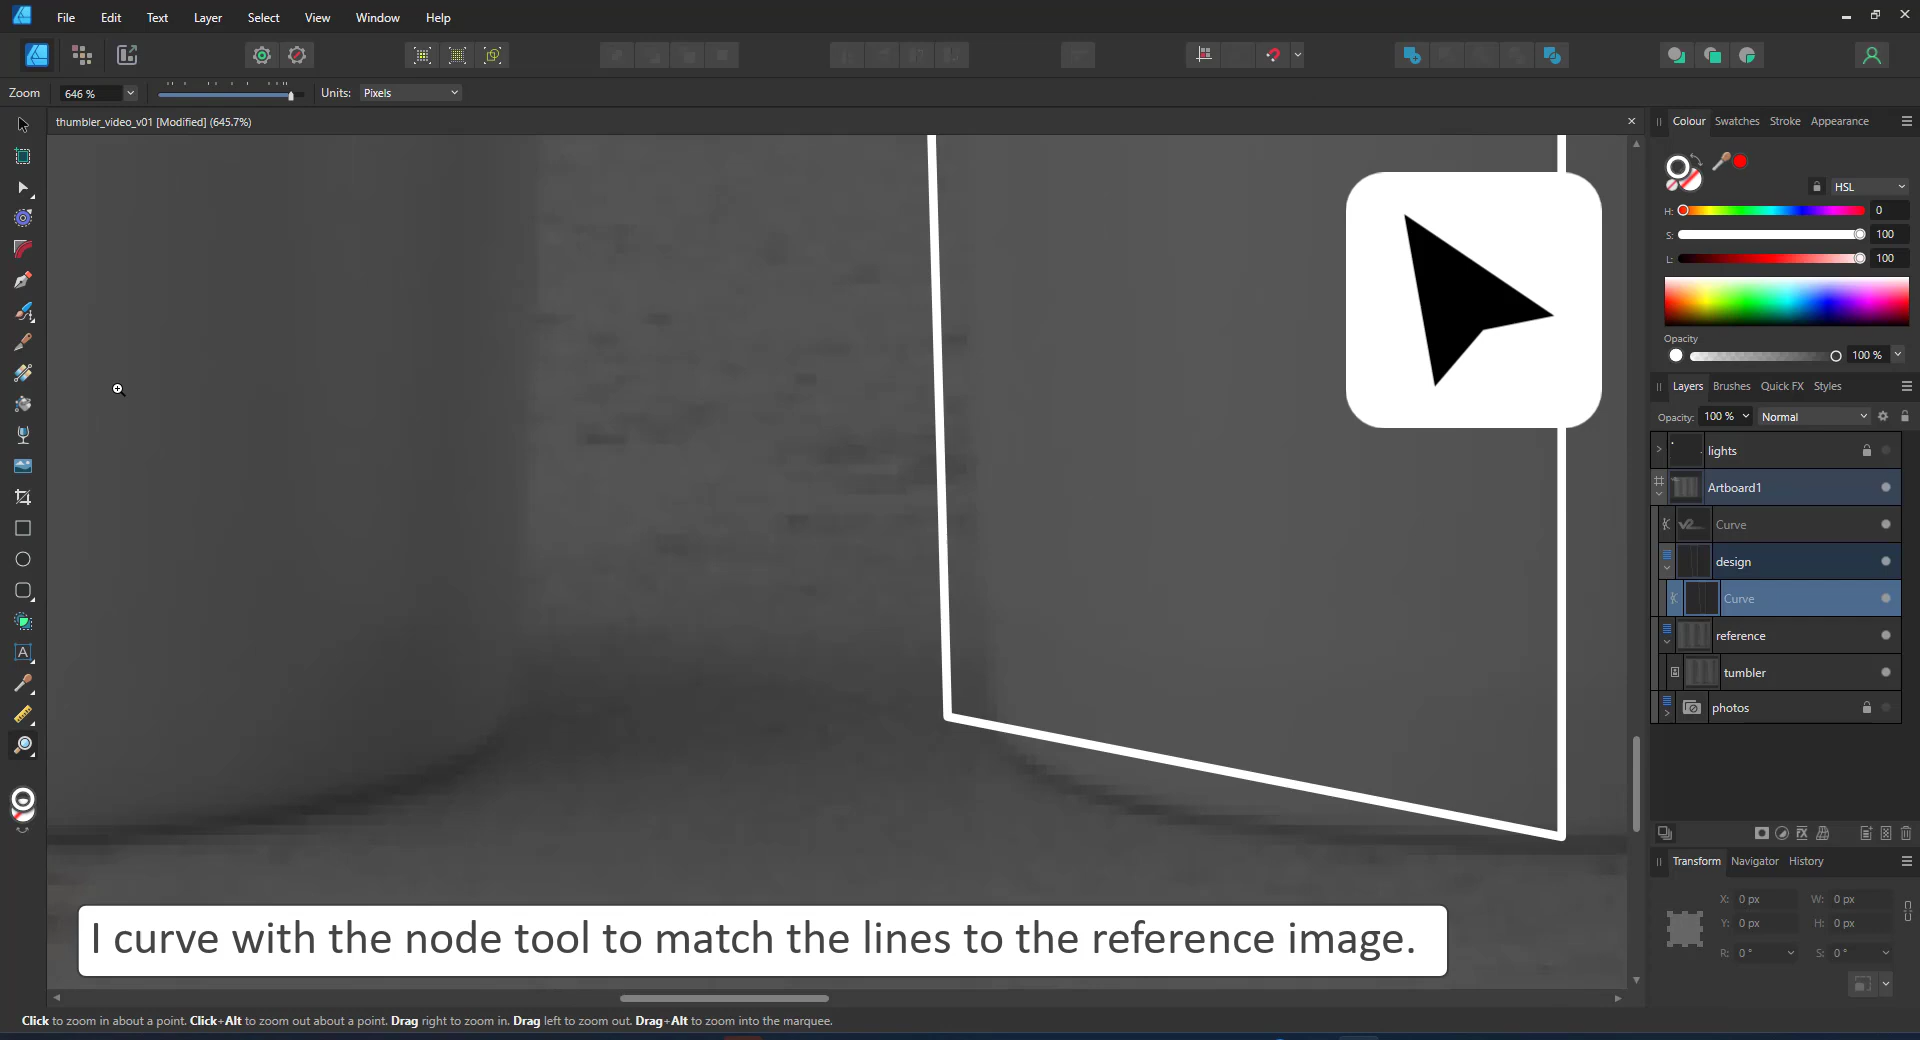 File Edit Text Layer Select View Window Help
Zoom 646 % Units: Pixels
thumbler_video_v01 [Modified] (645.7%)
Colour Swatches Stroke Appearance
HSL
H: 0
S: 100
L: 100
Opacity
100 %
Layers Brushes Quick FX Styles
Opacity: 100 % Normal
lights
Artboard1
Curve
design
Curve
reference
tumbler
photos
Transform Navigator History
X: 0 px W: 0 px
Y: 0 px H: 0 px
R: 0 ° S: 0 °
I curve with the node tool to match the lines to the reference image.
Click to zoom in about a point. Click+Alt to zoom out about a point. Drag right to zoom in. Drag left to zoom out. Drag+Alt to zoom into the marquee.